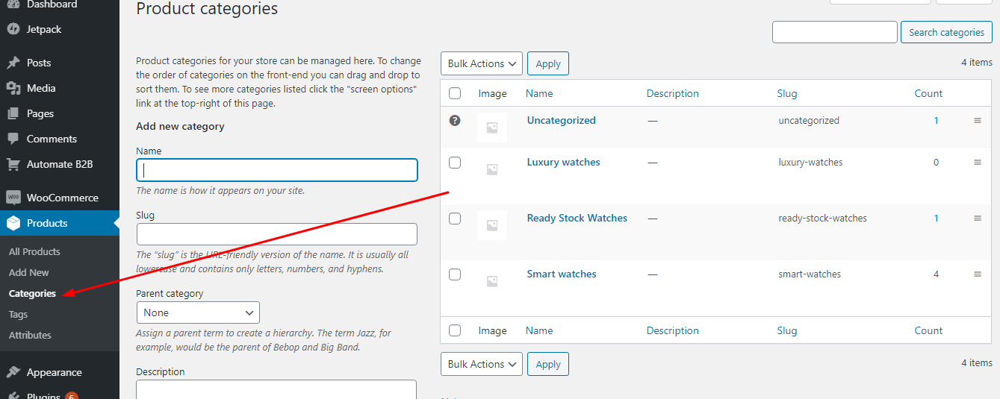 Dashboard
Jetpack
Posts
Media
Pages
Comments
Automate B2B
WOO
WooCommerce
Products
All Products
Add New
Categories
Tags
Attributes
Appearance
Plugins 6
Product categories
Search categories
Product categories for your store can be managed here. To change
the order of categories on the front-end you can drag and drop to
sort them. To see more categories listed click the "screen options"
link at the top-right of this page.
Add new category
Name
The name is how it appears on your site.
Slug
The “slug” is the URL-friendly version of the name. It is usually all
lowercase and contains only letters, numbers, and hyphens.
Parent category
None
Assign a parent term to create a hierarchy. The term Jazz, for
example, would be the parent of Bebop and Big Band.
Description
Bulk Actions Apply 4 items
Image Name Description Slug Count
? Uncategorized — uncategorized 1
Luxury watches — luxury-watches 0
Ready Stock Watches — ready-stock-watches 1
Smart watches — smart-watches 4
Image Name Description Slug Count
Bulk Actions Apply 4 items